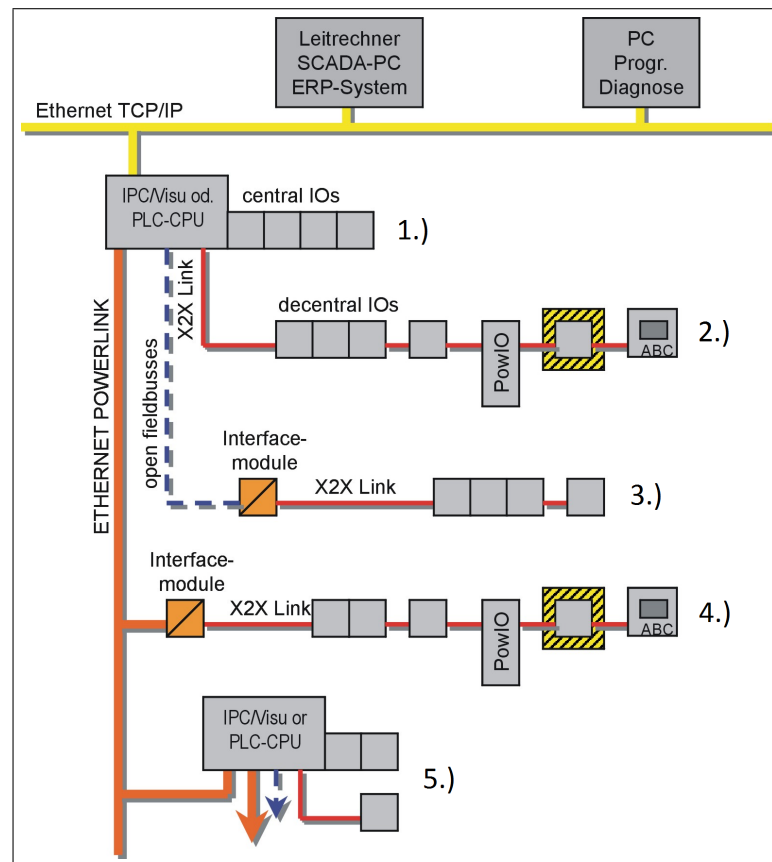 Leitrechner
SCADA-PC
ERP-System
PC
Progr.
Diagnose
Ethernet TCP/IP
IPC/Visu od.
PLC-CPU
central IOs
1.)
X2X Link
decentral IOs
PowIO
ABC
2.)
ETHERNET POWERLINK
open fieldbusses
Interface-
module
X2X Link
3.)
Interface-
module
X2X Link
PowIO
ABC
4.)
IPC/Visu or
PLC-CPU
5.)